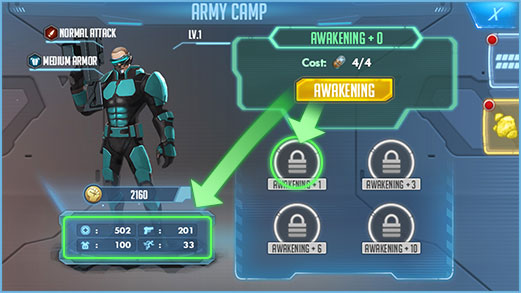 ARMY CAMP
NORMAL ATTACK
LV.1
MEDIUM ARMOR
AWAKENING + 0
Cost: 4/4
AWAKENING
X
AWAKENING + 1
AWAKENING + 3
2160
: 502 : 201
: 100 : 33
AWAKENING + 6
AWAKENING + 10